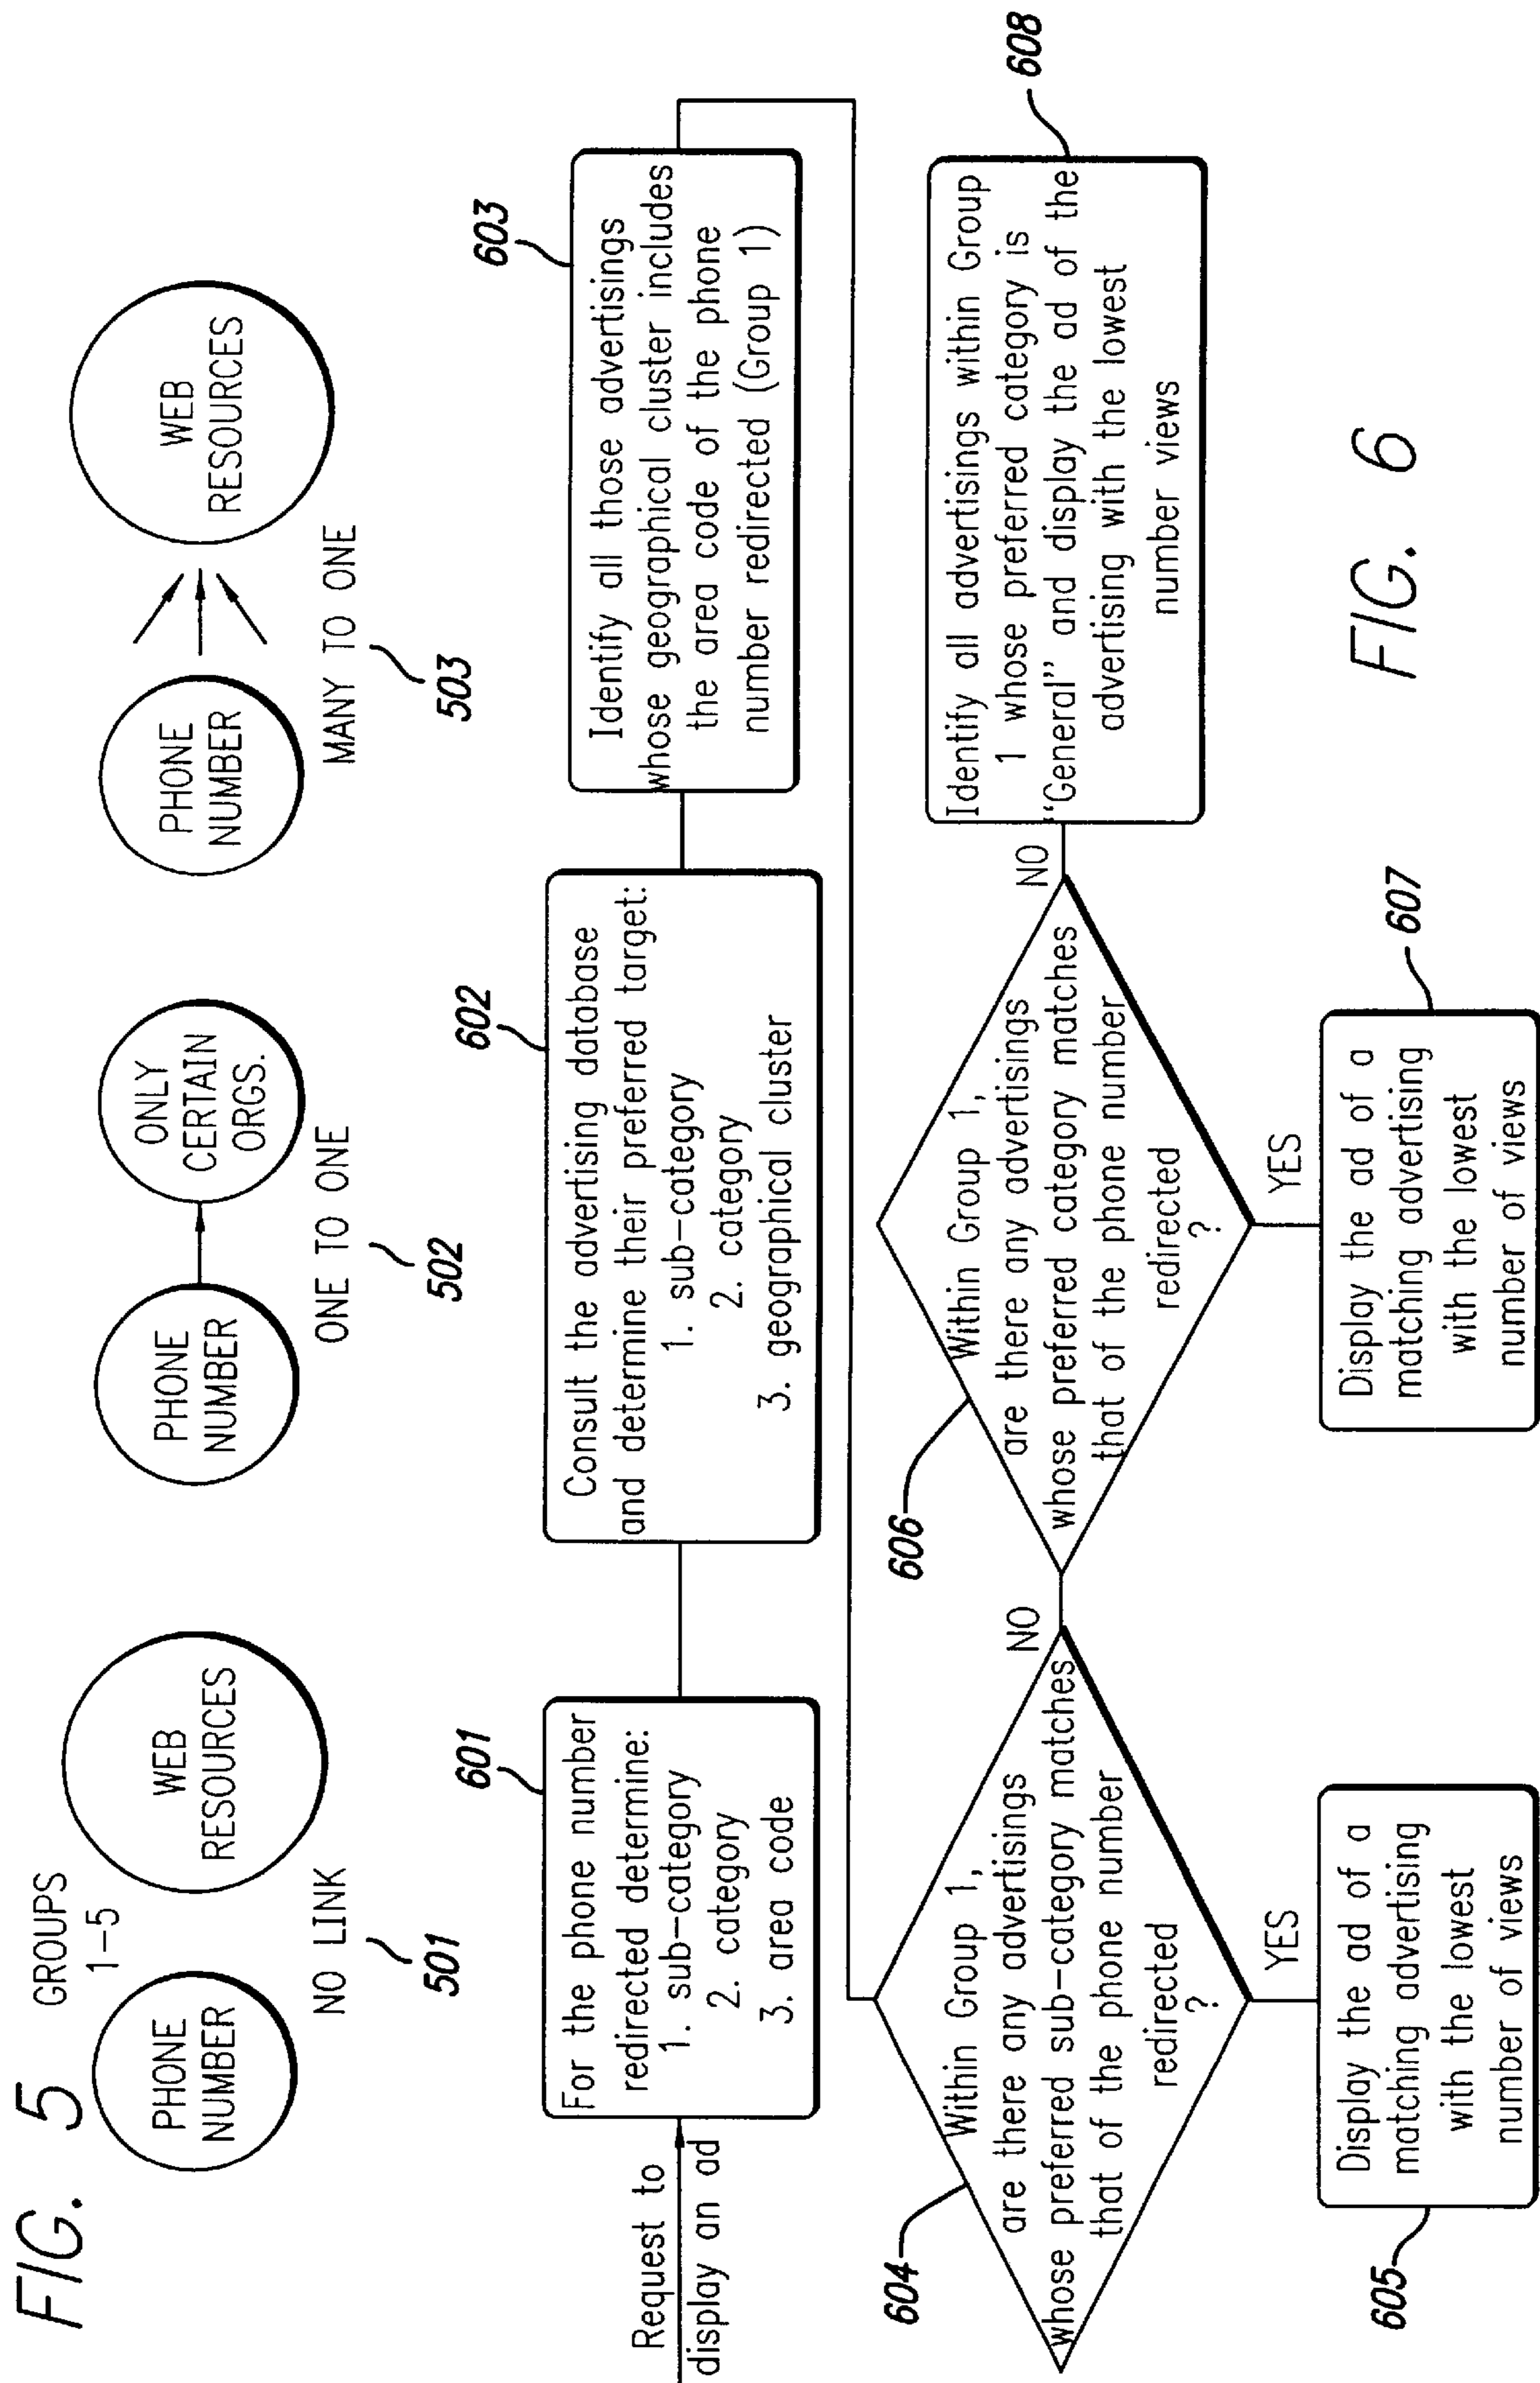 FIG. 5
GROUPS
1-5
PHONE
NUMBER
WEB
RESOURCES
NO LINK
501
PHONE
NUMBER
ONLY
CERTAIN
ORGS.
ONE TO ONE
502
PHONE
NUMBER
WEB
RESOURCES
MANY TO ONE
503
Request to
display an ad
601
For the phone number
redirected determine:
1. sub-category
2. category
3. area code
602
Consult the advertising database
and determine their preferred target:
1. sub-category
2. category
3. geographical cluster
603
Identify all those advertisings
whose geographical cluster includes
the area code of the phone
number redirected (Group 1)
604
Within Group 1,
are there any advertisings
whose preferred sub-category matches
that of the phone number
redirected
?
NO
YES
605
Display the ad of a
matching advertising
with the lowest
number of views
606
Within Group 1,
are there any advertisings
whose preferred category matches
that of the phone number
redirected
?
NO
YES
607
Display the ad of a
matching advertising
with the lowest
number of views
608
Identify all advertisings within Group
1 whose preferred category is
"General" and display the ad of the
advertising with the lowest
number views
FIG. 6